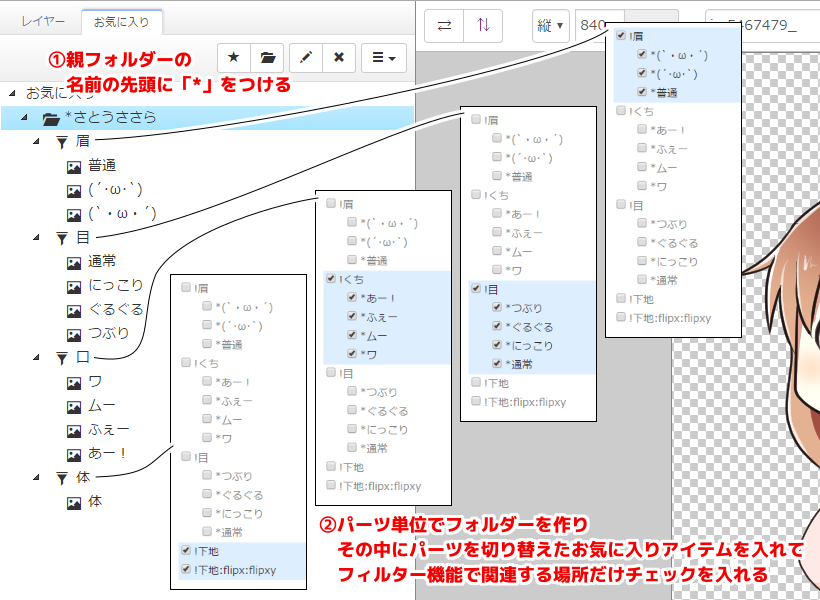 レイヤー
お気に入り
縦
840
5467479_
①親フォルダーの
名前の先頭に「*」をつける
お気に入り
*さとうささら
眉
普通
(´･ω･`)
(`・ω・´)
目
通常
にっこり
ぐるぐる
つぶり
口
ワ
ムー
ふぇー
あー！
体
体
!眉
*(`・ω・´)
*(´･ω･`)
*普通
!くち
*あー！
*ふぇー
*ムー
*ワ
!目
*つぶり
*ぐるぐる
*にっこり
*通常
!下地
!下地:flipx:flipxy
!眉
*(`・ω・´)
*(´･ω･`)
*普通
!くち
*あー！
*ふぇー
*ムー
*ワ
!目
*つぶり
*ぐるぐる
*にっこり
*通常
!下地
!下地:flipx:flipxy
!眉
*(`・ω・´)
*(´･ω･`)
*普通
!くち
*あー！
*ふぇー
*ムー
*ワ
!目
*つぶり
*ぐるぐる
*にっこり
*通常
!下地
!下地:flipx:flipxy
!眉
*(`・ω・´)
*(´･ω･`)
*普通
!くち
*あー！
*ふぇー
*ムー
*ワ
!目
*つぶり
*ぐるぐる
*にっこり
*通常
!下地
!下地:flipx:flipxy
②パーツ単位でフォルダーを作り
その中にパーツを切り替えたお気に入りアイテムを入れて
フィルター機能で関連する場所だけチェックを入れる